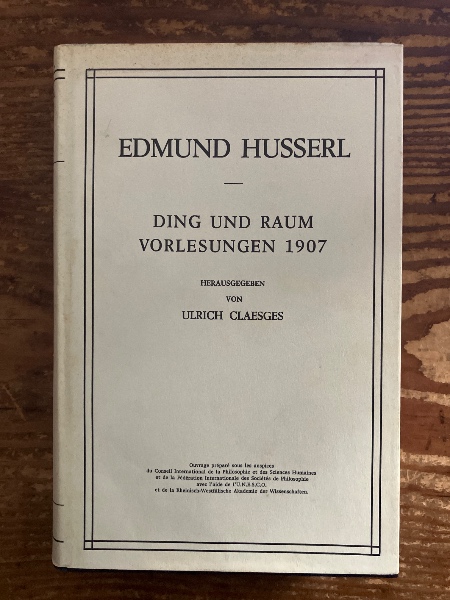 EDMUND HUSSERL
DING UND RAUM
VORLESUNGEN 1907
HERAUSGEGEBEN
VON
ULRICH CLAESGES
Ouvrage préparé sous les auspices
du Conseil International de la Philosophie et des Sciences Humaines
et de la Fédération Internationale des Sociétés de Philosophie
avec l'aide de l'U.N.E.S.C.O.
et de la Rheinisch-Westfälische Akademie der Wissenschaften.